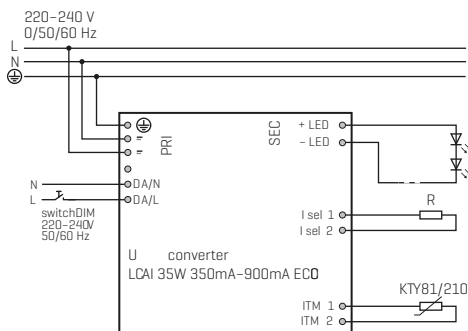 220-240 V
0/50/60 Hz
L
N
PRI
SEC
+ LED
- LED
N
DA/N
L
DA/L
switchDIM
220-240V
50/60 Hz
I sel 1
I sel 2
R
U converter
LCAI 35W 350mA-900mA ECO
KTY81/210
ITM 1
ITM 2